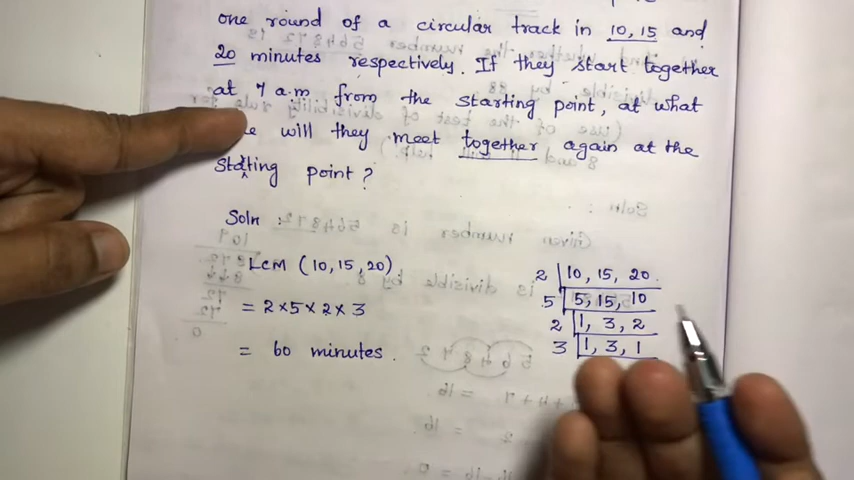 one round of a circular track in 10, 15 and
20 minutes respectively. If they start together
at 7 a.m from the starting point, at what
will they meet together again at the
starting point?
Soln :
LCM (10, 15, 20)
= 2×5×2×3
= 60 minutes.
2 | 10, 15, 20.
5 | 5, 15, 10
2 | 1, 3, 2
3 | 1, 3, 1